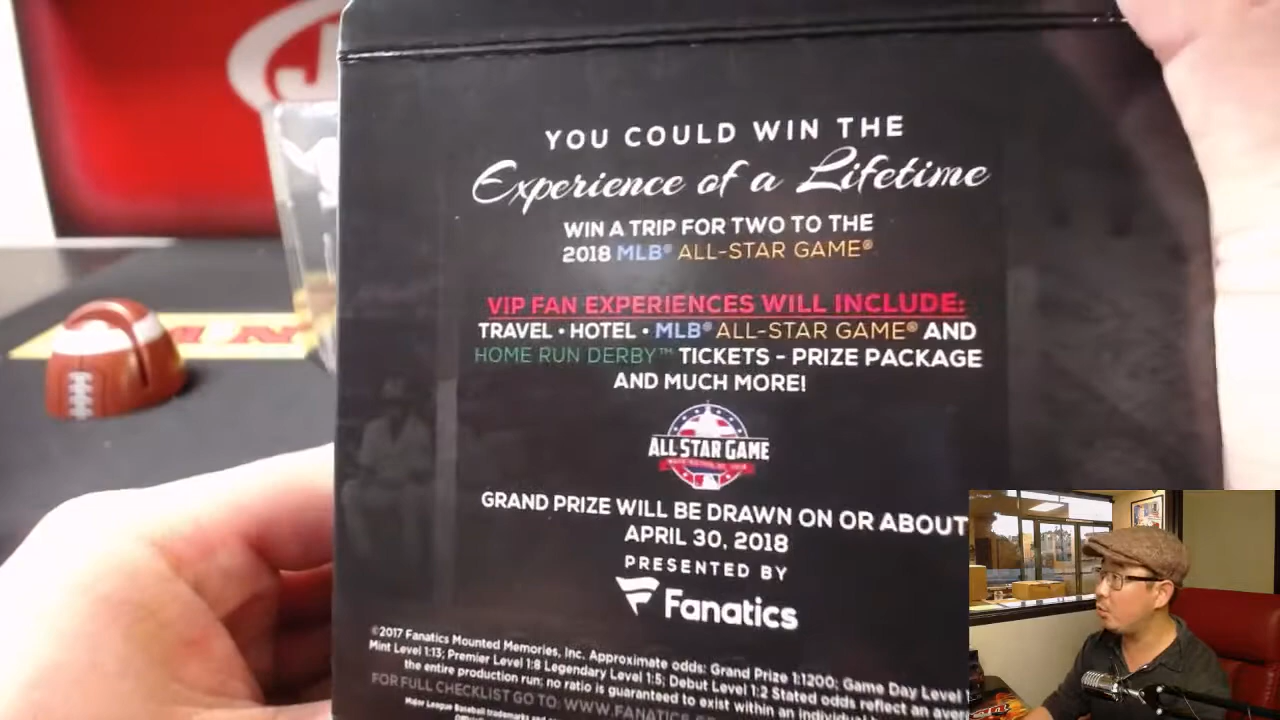 YOU COULD WIN THE
Experience of a Lifetime
WIN A TRIP FOR TWO TO THE
2018 MLB® ALL-STAR GAME®
VIP FAN EXPERIENCES WILL INCLUDE:
TRAVEL • HOTEL • MLB® ALL-STAR GAME® AND
HOME RUN DERBY™ TICKETS - PRIZE PACKAGE
AND MUCH MORE!
ALL STAR GAME
GRAND PRIZE WILL BE DRAWN ON OR ABOUT
APRIL 30, 2018
PRESENTED BY
Fanatics
©2017 Fanatics Mounted Memories, Inc. Approximate odds: Grand Prize 1:1200; Game Day Level
Mint Level 1:13; Premier Level 1:8 Legendary Level 1:5; Debut Level 1:2 Stated odds reflect an
the entire production run; no ratio is guaranteed to exist within an individual
FOR FULL CHECKLIST GO TO: WWW.FANATICS
Major League Baseball trademarks and